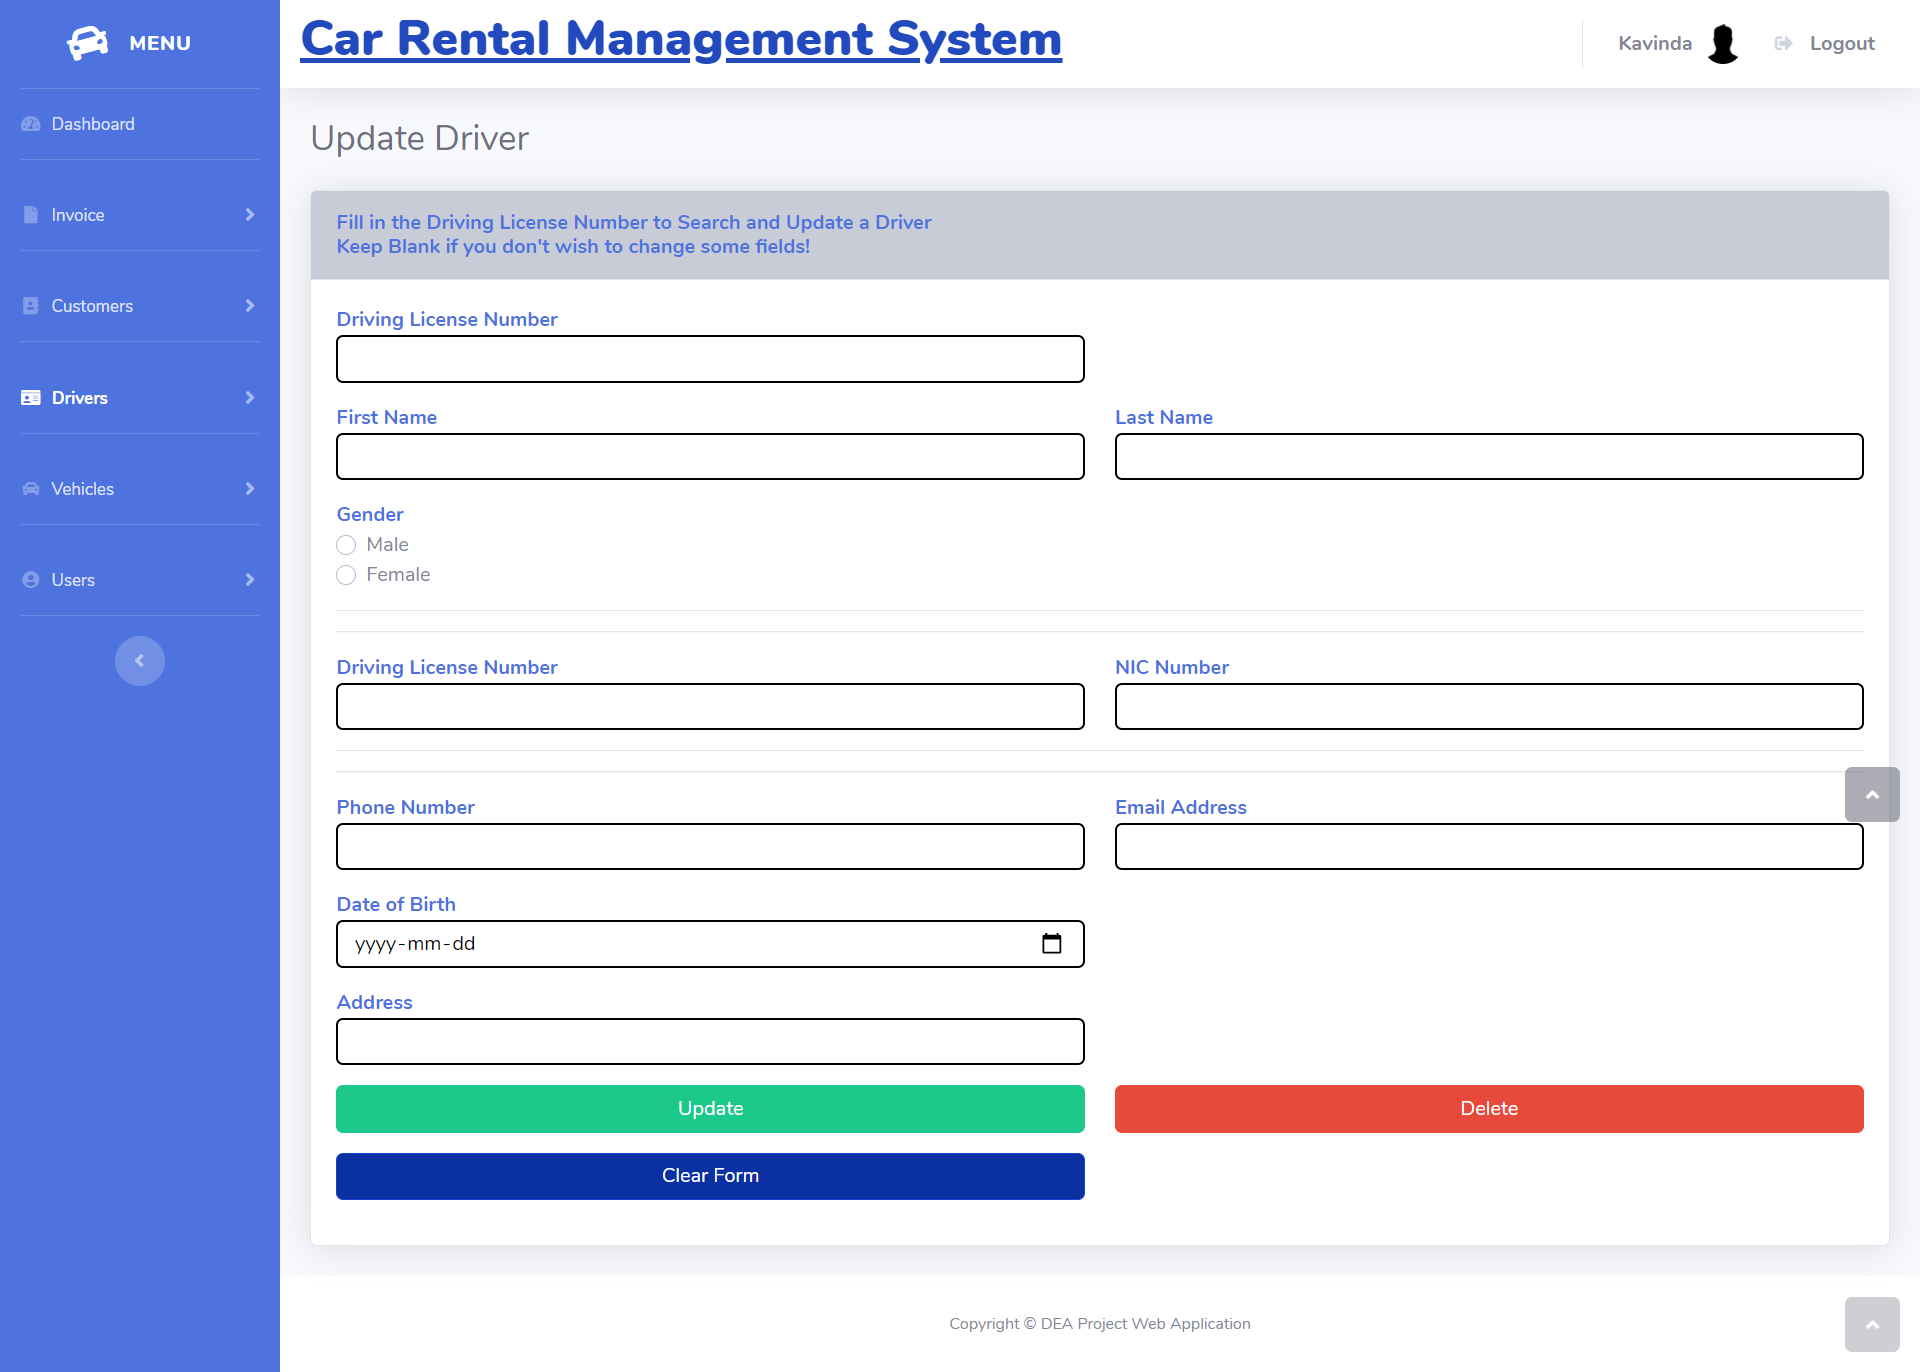 MENU
Car Rental Management System
Kavinda
Logout
Dashboard
Invoice
Customers
Drivers
Vehicles
Users
Update Driver
Fill in the Driving License Number to Search and Update a Driver
Keep Blank if you don't wish to change some fields!
Driving License Number
First Name
Last Name
Gender
Male
Female
Driving License Number
NIC Number
Phone Number
Email Address
Date of Birth
yyyy-mm-dd
Address
Update
Delete
Clear Form
Copyright © DEA Project Web Application